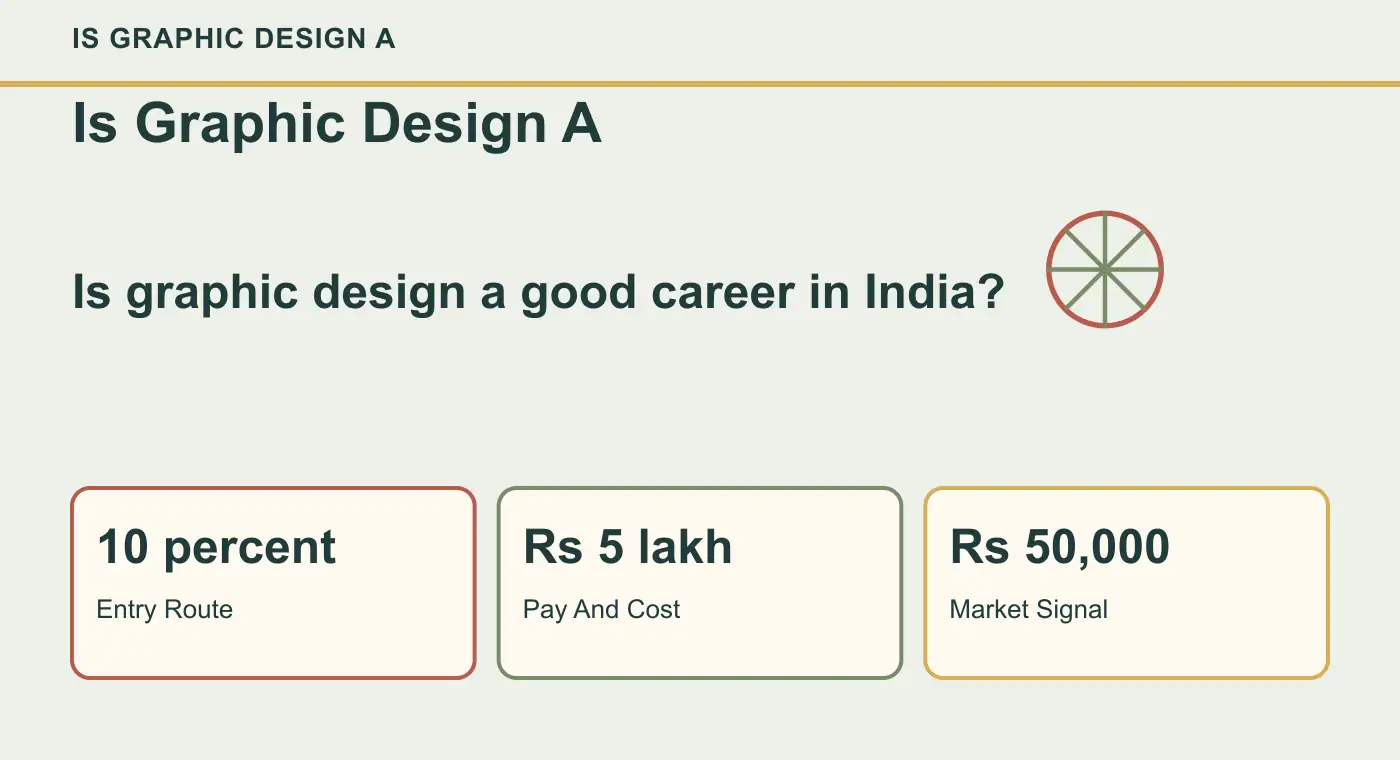 IS GRAPHIC DESIGN A
Is Graphic Design A
Is graphic design a good career in India?
10 percent
Entry Route
Rs 5 lakh
Pay And Cost
Rs 50,000
Market Signal